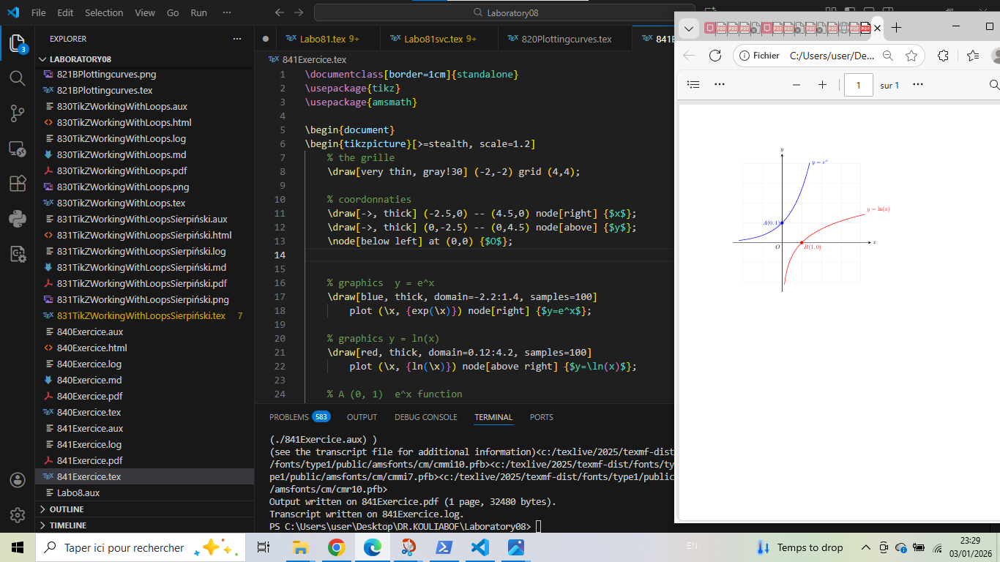 File Edit Selection View Go Run ···
Laboratory08
EXPLORER ···
LABORATORY08
821BPlottingcurves.png
821BPlottingcurves.tex
830TikZWorkingWithLoops.aux
830TikZWorkingWithLoops.html
830TikZWorkingWithLoops.log
830TikZWorkingWithLoops.md
830TikZWorkingWithLoops.pdf
830TikZWorkingWithLoops.png
830TikZWorkingWithLoops.tex
831TikZWorkingWithLoopsSierpiński.aux
831TikZWorkingWithLoopsSierpiński.html
831TikZWorkingWithLoopsSierpiński.log
831TikZWorkingWithLoopsSierpiński.md
831TikZWorkingWithLoopsSierpiński.pdf
831TikZWorkingWithLoopsSierpiński.png
831TikZWorkingWithLoopsSierpiński.tex 7
840Exercice.aux
840Exercice.html
840Exercice.log
840Exercice.md
840Exercice.pdf
840Exercice.tex
841Exercice.aux
841Exercice.log
841Exercice.pdf
841Exercice.tex
Labo8.aux
OUTLINE
TIMELINE
3
Labo81.tex 9+ Labo81svc.tex 9+ 820Plottingcurves.tex 841E
841Exercice.tex
1 \documentclass[border=1cm]{standalone}
2 \usepackage{tikz}
3 \usepackage{amsmath}
4
5 \begin{document}
6 \begin{tikzpicture}[>=stealth, scale=1.2]
7 % the grille
8 \draw[very thin, gray!30] (-2,-2) grid (4,4);
9
10 % coordonnaties
11 \draw[->, thick] (-2.5,0) -- (4.5,0) node[right] {$x$};
12 \draw[->, thick] (0,-2.5) -- (0,4.5) node[above] {$y$};
13 \node[below left] at (0,0) {$O$};
14
15
16 % graphics  y = e^x
17 \draw[blue, thick, domain=-2.2:1.4, samples=100]
18 plot (\x, {exp(\x)}) node[right] {$y=e^x$};
19
20 % graphics y = ln(x)
21 \draw[red, thick, domain=0.12:4.2, samples=100]
22 plot (\x, {ln(\x)}) node[above right] {$y=\ln(x)$};
23
24 % A (0, 1)  e^x function
PROBLEMS 583 OUTPUT DEBUG CONSOLE TERMINAL PORTS
(./841Exercice.aux) )
(see the transcript file for additional information)<c:/texlive/2025/texmf-dist
/fonts/type1/public/amsfonts/cm/cmmi10.pfb><c:/texlive/2025/texmf-dist/fonts/ty
pe1/public/amsfonts/cm/cmmi7.pfb><c:/texlive/2025/texmf-dist/fonts/type1/public
/amsfonts/cm/cmr10.pfb>
Output written on 841Exercice.pdf (1 page, 32480 bytes).
Transcript written on 841Exercice.log.
PS C:\Users\user\Desktop\DR.KOULIABOF\Laboratory08>
Fichier C:/Users/user/De...
1 sur 1 ···
y
y = e^x
y = ln(x)
A(0,1)
x
O
B(1,0)
Taper ici pour rechercher
EN
Temps to drop
23:29
03/01/2026